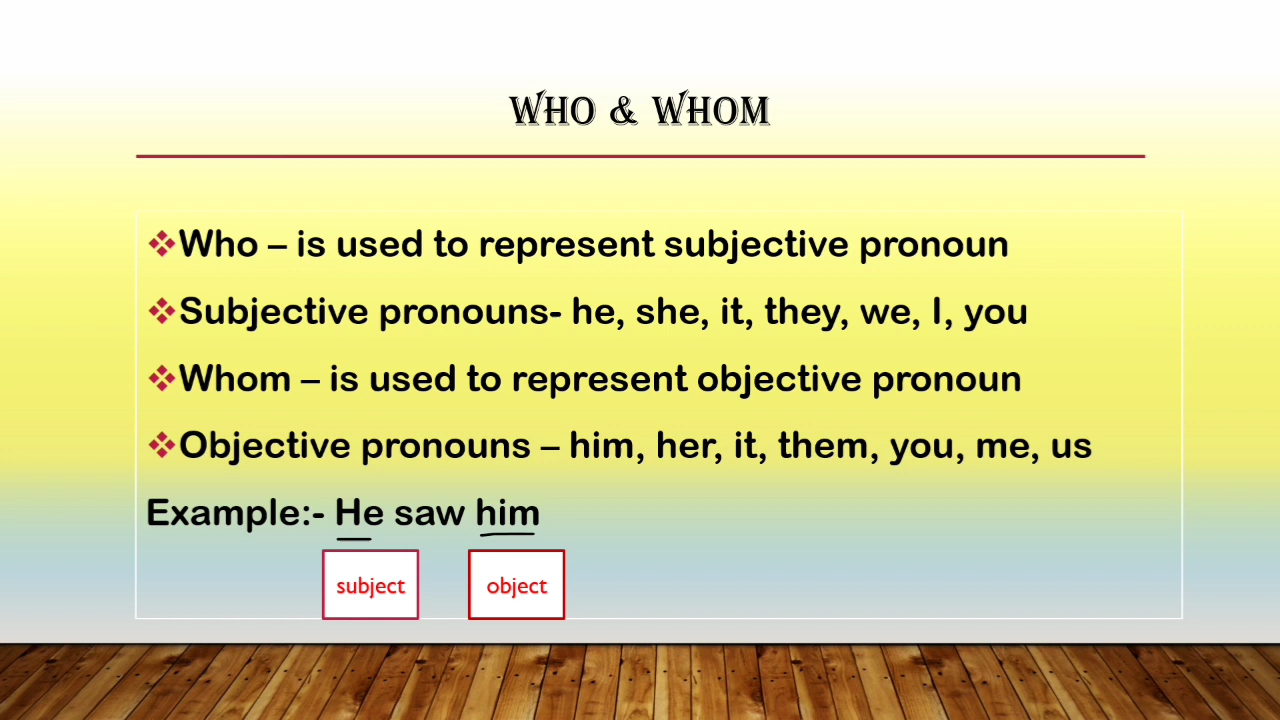 WHO & WHOM
❖Who – is used to represent subjective pronoun
❖Subjective pronouns- he, she, it, they, we, I, you
❖Whom – is used to represent objective pronoun
❖Objective pronouns – him, her, it, them, you, me, us
Example:- He saw him
subject object